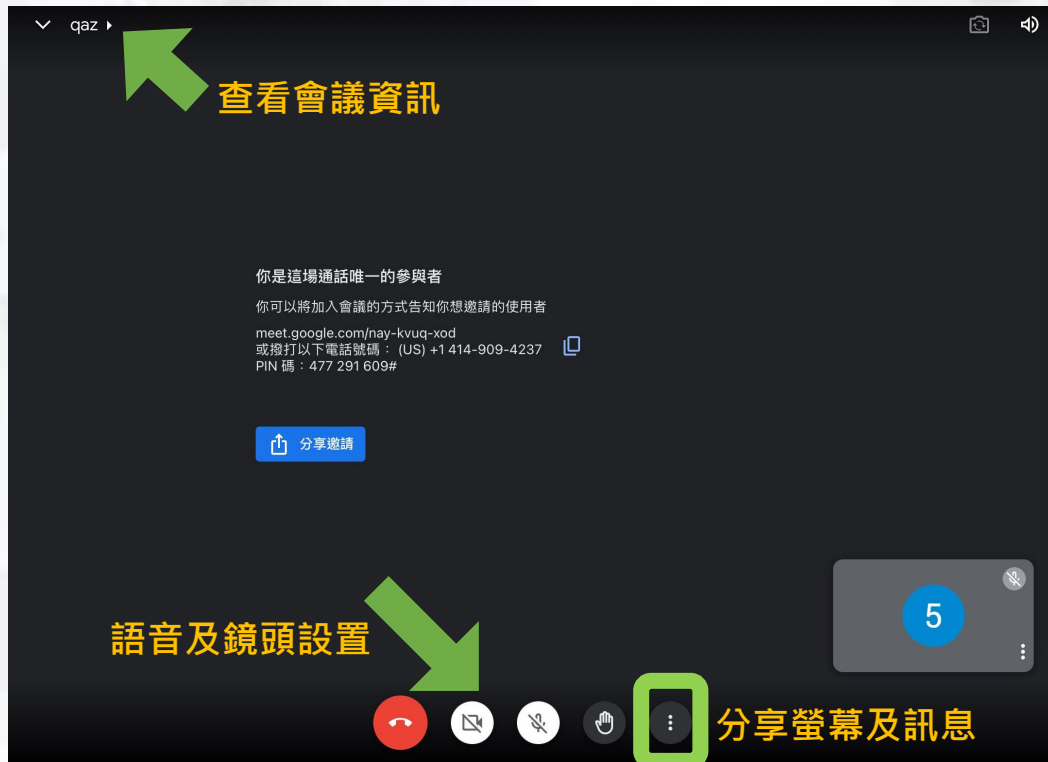 qaz
查看會議資訊
你是這場通話唯一的參與者
你可以將加入會議的方式告知你想邀請的使用者
meet.google.com/nay-kvuq-xod
或撥打以下電話號碼： (US) +1 414-909-4237
PIN 碼：477 291 609#
分享邀請
5
語音及鏡頭設置
分享螢幕及訊息